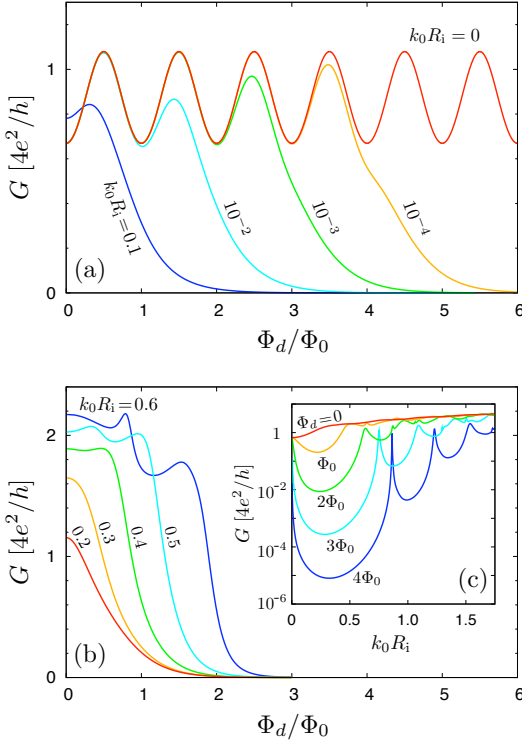 k₀Rᵢ = 0
1
G [4e²/h]
k₀Rᵢ=0.1
10⁻²
10⁻³
10⁻⁴
(a)
0
0 1 2 3 4 5 6
Φ_d/Φ₀
k₀Rᵢ=0.6
2
G [4e²/h]
1
0.2
0.3
0.4
0.5
(b)
0
0 1 2 3 4 5 6
Φ_d/Φ₀
Φ_d=0
1
Φ₀
10⁻²
2Φ₀
G [4e²/h]
3Φ₀
10⁻⁴
4Φ₀
(c)
10⁻⁶
0.0 0.5 1.0 1.5
k₀Rᵢ